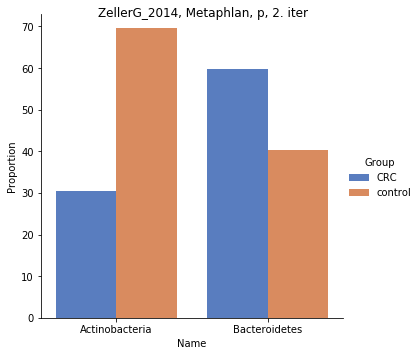 ZellerG_2014, Metaphlan, p, 2. iter
70
60
50
40
30
20
10
0
Proportion
Actinobacteria
Bacteroidetes
Name
Group
CRC
control